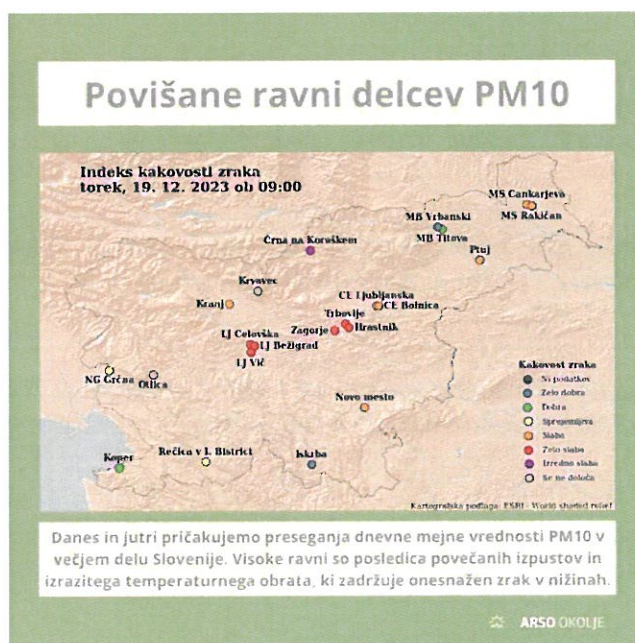 Povišane ravni delcev PM10
Indeks kakovosti zraka
torek, 19. 12. 2023 ob 09:00
MS Cankarjeva
MS Rakičan
MB Vrbanski
MB Titova
Ptuj
Črna na Koroškem
Krvavec
Kranj
CE Ljubljanska
CE Bolnica
Trbovlje
Zagorje
Hrastnik
LJ Celovška
LJ Bežigrad
LJ Vič
NG Grčna
Otlica
Novo mesto
Koper
Rečica v I. Bistrici
Iskrba
Kakovost zraka
Ni podatkov
Zelo dobra
Dobra
Sprejemljiva
Slaba
Zelo slaba
Izredno slaba
Se ne določa
Kartografska podlaga: ESRI - World shaded relief
Danes in jutri pričakujemo preseganja dnevne mejne vrednosti PM10 v
večjem delu Slovenije. Visoke ravni so posledica povečanih izpustov in
izrazitega temperaturnega obrata, ki zadržuje onesnažen zrak v nižinah.
ARSO OKOLJE